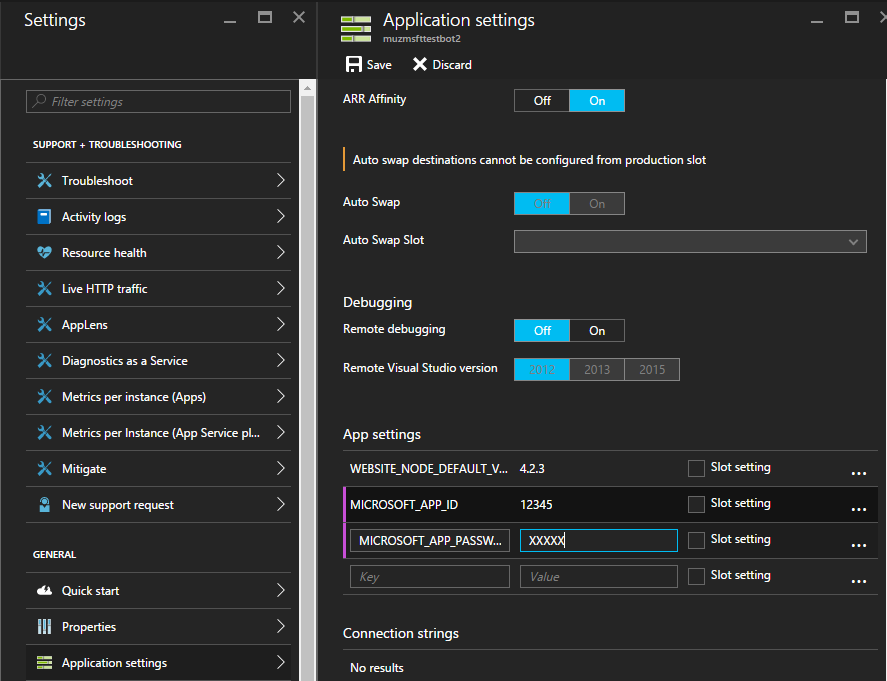 Settings
Filter settings
SUPPORT + TROUBLESHOOTING
Troubleshoot
Activity logs
Resource health
Live HTTP traffic
AppLens
Diagnostics as a Service
Metrics per instance (Apps)
Metrics per Instance (App Service pl...
Mitigate
New support request
GENERAL
Quick start
Properties
Application settings
Application settings
muzmsfttestbot2
Save Discard
ARR Affinity Off On
Auto swap destinations cannot be configured from production slot
Auto Swap Off On
Auto Swap Slot
Debugging
Remote debugging Off On
Remote Visual Studio version 2012 2013 2015
App settings
WEBSITE_NODE_DEFAULT_V... 4.2.3 Slot setting ...
MICROSOFT_APP_ID 12345 Slot setting ...
MICROSOFT_APP_PASSW... XXXXX Slot setting ...
Key Value Slot setting ...
Connection strings
No results